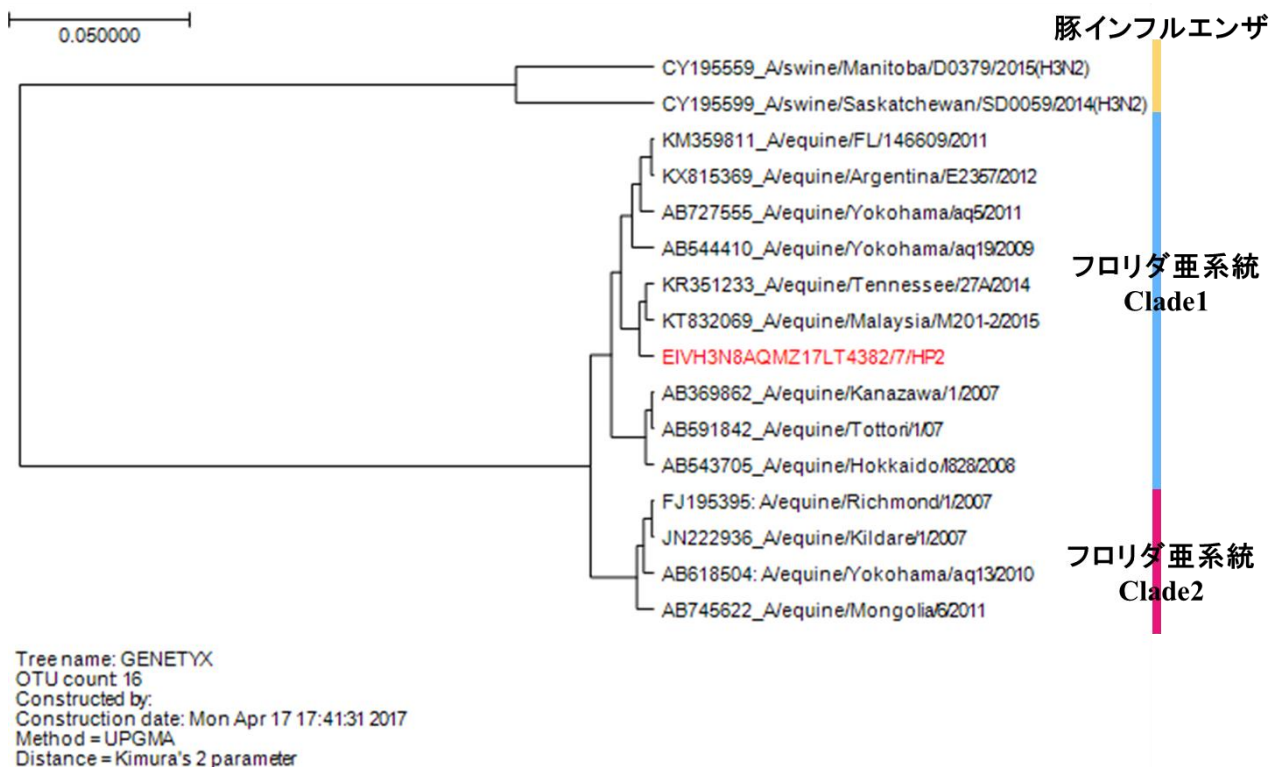 0.050000
豚インフルエンザ
CY195559_A/swine/Manitoba/D0379/2015(H3N2)
CY195599_A/swine/Saskatchewan/SD0059/2014(H3N2)
KM359811_A/equine/FL/146609/2011
KX815369_A/equine/Argentina/E2357/2012
AB727555_A/equine/Yokohama/aq5/2011
AB544410_A/equine/Yokohama/aq19/2009
フロリダ亜系統
Clade1
KR351233_A/equine/Tennessee/27A/2014
KT832069_A/equine/Malaysia/M201-2/2015
EIVH3N8AQMZ17LT4382/7/HP2
AB369862_A/equine/Kanazawa/1/2007
AB591842_A/equine/Tottori/1/07
AB543705_A/equine/Hokkaido/I828/2008
FJ195395: A/equine/Richmond/1/2007
JN222936_A/equine/Kildare/1/2007
フロリダ亜系統
Clade2
AB618504: A/equine/Yokohama/aq13/2010
AB745622_A/equine/Mongolia/6/2011
Tree name: GENETYX
OTU count: 16
Constructed by:
Construction date: Mon Apr 17 17:41:31 2017
Method = UPGMA
Distance = Kimura's 2 parameter